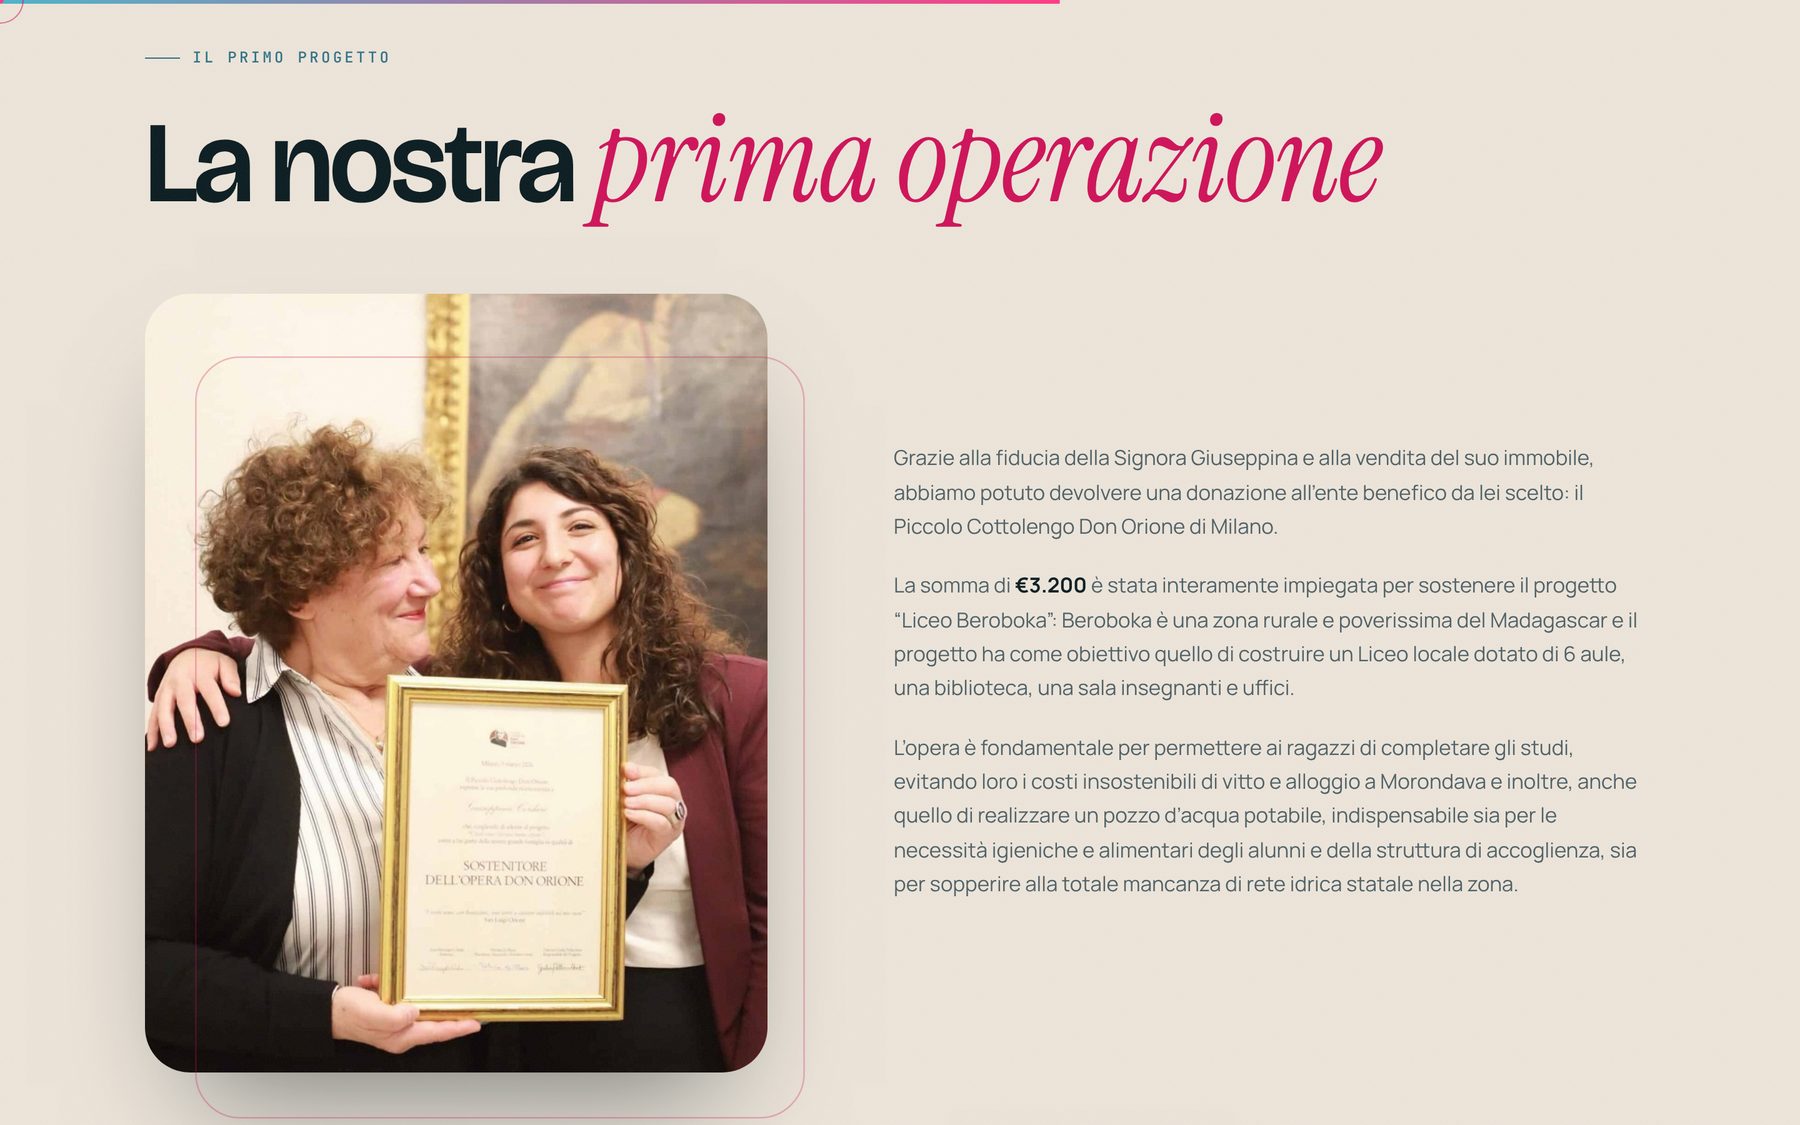 IL PRIMO PROGETTO
La nostra prima operazione
Grazie alla fiducia della Signora Giuseppina e alla vendita del suo immobile,
abbiamo potuto devolvere una donazione all’ente benefico da lei scelto: il
Piccolo Cottolengo Don Orione di Milano.
La somma di €3.200 è stata interamente impiegata per sostenere il progetto
“Liceo Beroboka”: Beroboka è una zona rurale e poverissima del Madagascar e il
progetto ha come obiettivo quello di costruire un Liceo locale dotato di 6 aule,
una biblioteca, una sala insegnanti e uffici.
L’opera è fondamentale per permettere ai ragazzi di completare gli studi,
evitando loro i costi insostenibili di vitto e alloggio a Morondava e inoltre, anche
quello di realizzare un pozzo d’acqua potabile, indispensabile sia per le
necessità igieniche e alimentari degli alunni e della struttura di accoglienza, sia
per sopperire alla totale mancanza di rete idrica statale nella zona.
Il Piccolo Cottolengo Don Orione
SOSTENITORE
DELL'OPERA DON ORIONE